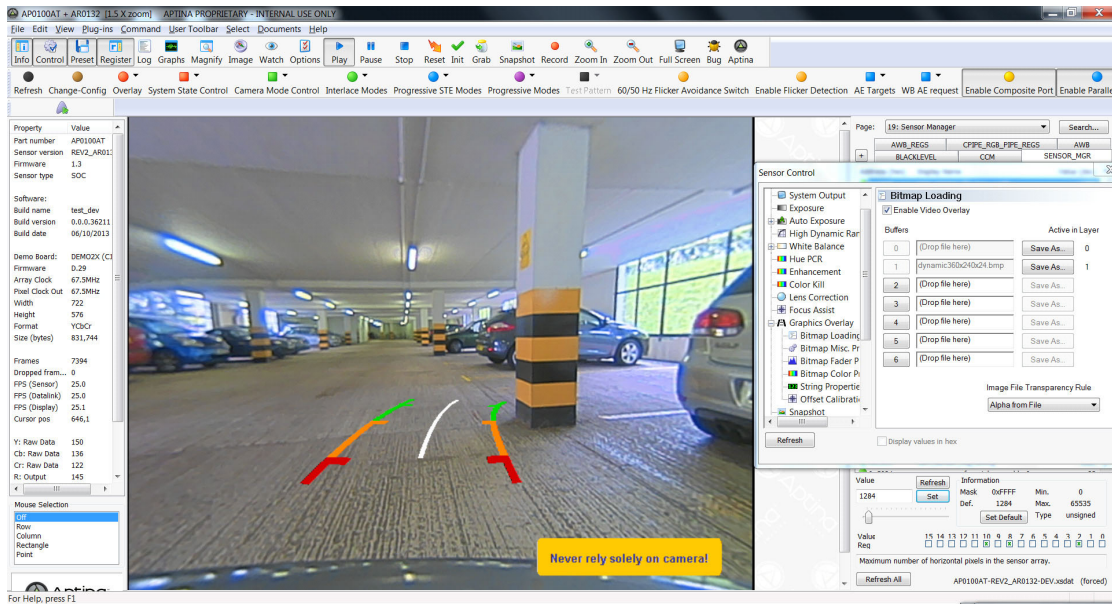 AP0100AT + AR0132 [1.5 X zoom] APTINA PROPRIETARY - INTERNAL USE ONLY
File Edit View Plug-ins Command User Toolbar Select Documents Help
Info Control Preset Register Log Graphs Magnify Image Watch Options Play Pause Stop Reset Init Grab Snapshot Record Zoom In Zoom Out Full Screen Bug Aptina
Refresh Change-Config Overlay System State Control Camera Mode Control Interlace Modes Progressive STE Modes Progressive Modes Test Pattern 60/50 Hz Flicker Avoidance Switch Enable Flicker Detection AE Targets WB AE request Enable Composite Port Enable Paralle
Property Value
Part number AP0100AT
Sensor version REV2_AR013
Firmware 1.3
Sensor type SOC
Software:
Build name test_dev
Build version 0.0.0.36211
Build date 06/10/2013
Demo Board: DEMO2X (C1
Firmware D.29
Array Clock 67.5MHz
Pixel Clock Out 67.5MHz
Width 722
Height 576
Format YCbCr
Size (bytes) 831,744
Frames 7394
Dropped fram... 0
FPS (Sensor) 25.0
FPS (Datalink) 25.0
FPS (Display) 25.1
Cursor pos 646,1
Y: Raw Data 150
Cb: Raw Data 136
Cr: Raw Data 122
R: Output 145
Mouse Selection
Off
Row
Column
Rectangle
Point
Aptina
For Help, press F1
Never rely solely on camera!
Page: 19: Sensor Manager Search...
AWB_REGS CPIPE_RGB_PIPE_REGS AWB
+ BLACKLEVEL CCM SENSOR_MGR
Sensor Control
System Output
Exposure
Auto Exposure
High Dynamic Ran
White Balance
Hue PCR
Enhancement
Color Kill
Lens Correction
Focus Assist
Graphics Overlay
Bitmap Loading
Bitmap Misc. Pr
Bitmap Fader P
Bitmap Color Pr
String Propertie
Offset Calibrati
Snapshot
Refresh
Bitmap Loading
Enable Video Overlay
Buffers Active in Layer
0 (Drop file here) Save As... 0
1 dynamic360x240x24.bmp Save As... 1
2 (Drop file here) Save As...
3 (Drop file here) Save As...
4 (Drop file here) Save As...
5 (Drop file here) Save As...
6 (Drop file here) Save As...
Image File Transparency Rule
Alpha from File
Display values in hex
Value Refresh Information
1284 Set Mask 0xFFFF Min. 0
Def. 1284 Max. 65535
Set Default Type unsigned
Value 15 14 13 12 11 10 9 8 7 6 5 4 3 2 1 0
Req
Maximum number of horizontal pixels in the sensor array.
Refresh All AP0100AT-REV2_AR0132-DEV.xsdat (forced)